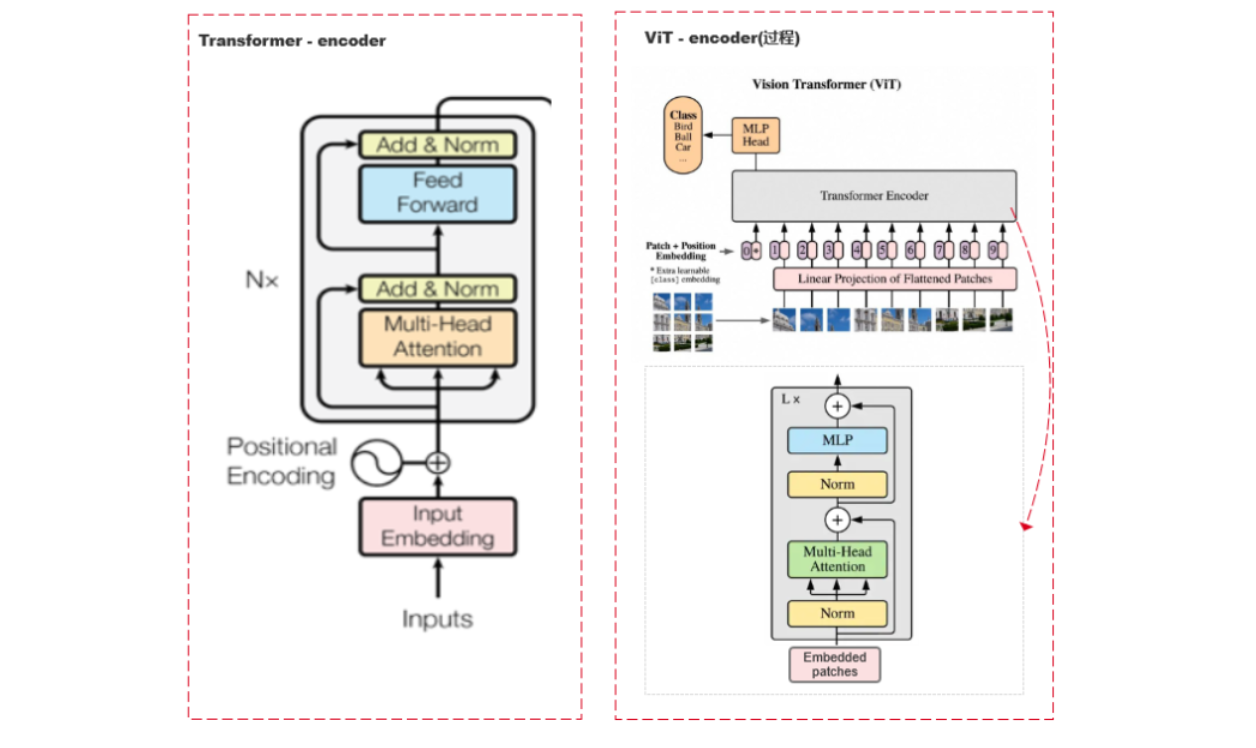 Transformer - encoder
Add & Norm
Feed
Forward
N×
Add & Norm
Multi-Head
Attention
Positional
Encoding
Input
Embedding
Inputs
ViT - encoder(过程)
Vision Transformer (ViT)
Class
Bird
Ball
Car
...
MLP
Head
Transformer Encoder
Patch + Position
Embedding
* Extra learnable
[class] embedding
0 * 1 2 3 4 5 6 7 8 9
Linear Projection of Flattened Patches
L ×
+
MLP
Norm
+
Multi-Head
Attention
Norm
Embedded
patches